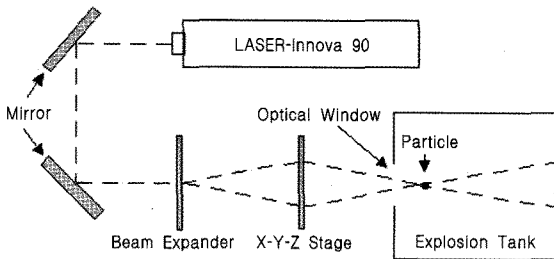 LASER-Innova 90
Mirror
Optical Window
Particle
Beam Expander
X-Y-Z Stage
Explosion Tank